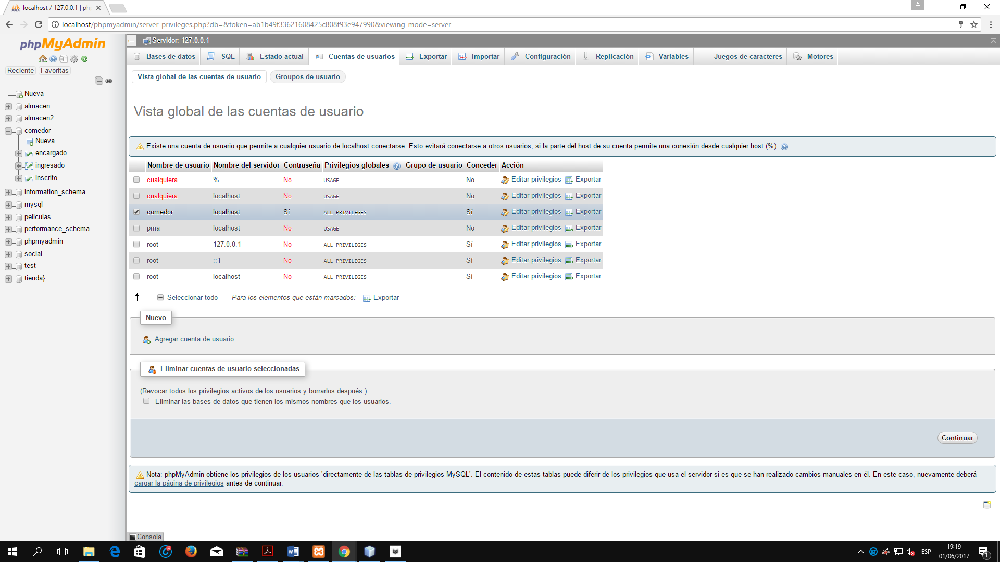 localhost / 127.0.0.1 | ph
localhost/phpmyadmin/server_privileges.php?db=&token=ab1b49f33621608425c808f93e947990&viewing_mode=server
phpMyAdmin
Reciente Favoritas
Nueva
almacen
almacen2
comedor
Nueva
encargado
ingresado
inscrito
information_schema
mysql
peliculas
performance_schema
phpmyadmin
social
test
tienda}
Servidor: 127.0.0.1
Bases de datos SQL Estado actual Cuentas de usuarios Exportar Importar Configuración Replicación Variables Juegos de caracteres Motores
Vista global de las cuentas de usuario Groupos de usuario
Vista global de las cuentas de usuario
Existe una cuenta de usuario que permite a cualquier usuario de localhost conectarse. Esto evitará conectarse a otros usuarios, si la parte del host de su cuenta permite una conexión desde cualquier host (%).
Nombre de usuario Nombre del servidor Contraseña Privilegios globales Grupo de usuario Conceder Acción
cualquiera % No USAGE No Editar privilegios Exportar
cualquiera localhost No USAGE No Editar privilegios Exportar
comedor localhost Sí ALL PRIVILEGES Sí Editar privilegios Exportar
pma localhost No USAGE No Editar privilegios Exportar
root 127.0.0.1 No ALL PRIVILEGES Sí Editar privilegios Exportar
root ::1 No ALL PRIVILEGES Sí Editar privilegios Exportar
root localhost No ALL PRIVILEGES Sí Editar privilegios Exportar
Seleccionar todo Para los elementos que están marcados: Exportar
Nuevo
Agregar cuenta de usuario
Eliminar cuentas de usuario seleccionadas
(Revocar todos los privilegios activos de los usuarios y borrarlos después.)
Eliminar las bases de datos que tienen los mismos nombres que los usuarios.
Continuar
Nota: phpMyAdmin obtiene los privilegios de los usuarios 'directamente de las tablas de privilegios MySQL'. El contenido de estas tablas puede diferir de los privilegios que usa el servidor si es que se han realizado cambios manuales en él. En este caso, nuevamente deberá
cargar la página de privilegios antes de continuar.
Consola
ESP
19:19
01/06/2017
1